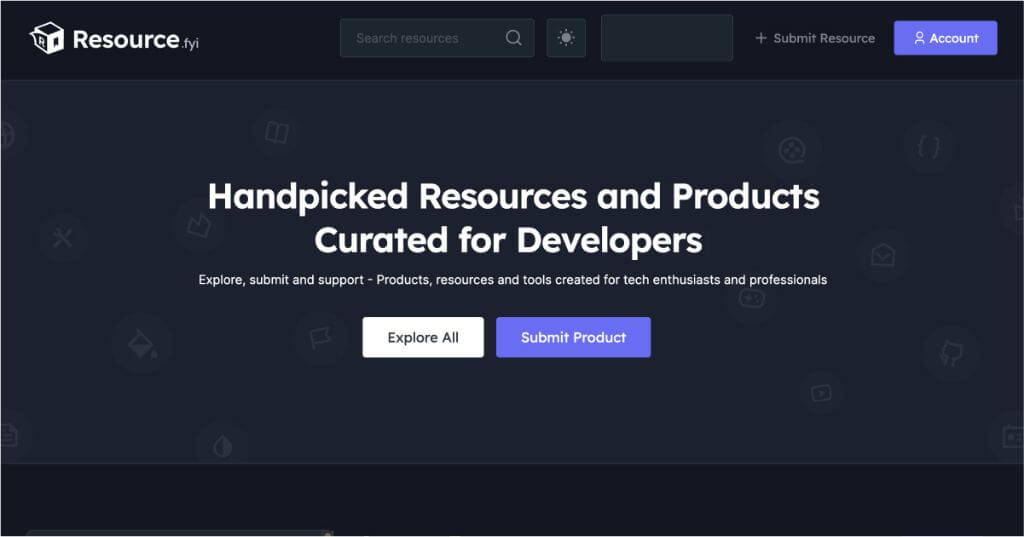 Resource.fyi
Search resources
+ Submit Resource
Account
Handpicked Resources and Products
Curated for Developers
Explore, submit and support - Products, resources and tools created for tech enthusiasts and professionals
Explore All
Submit Product